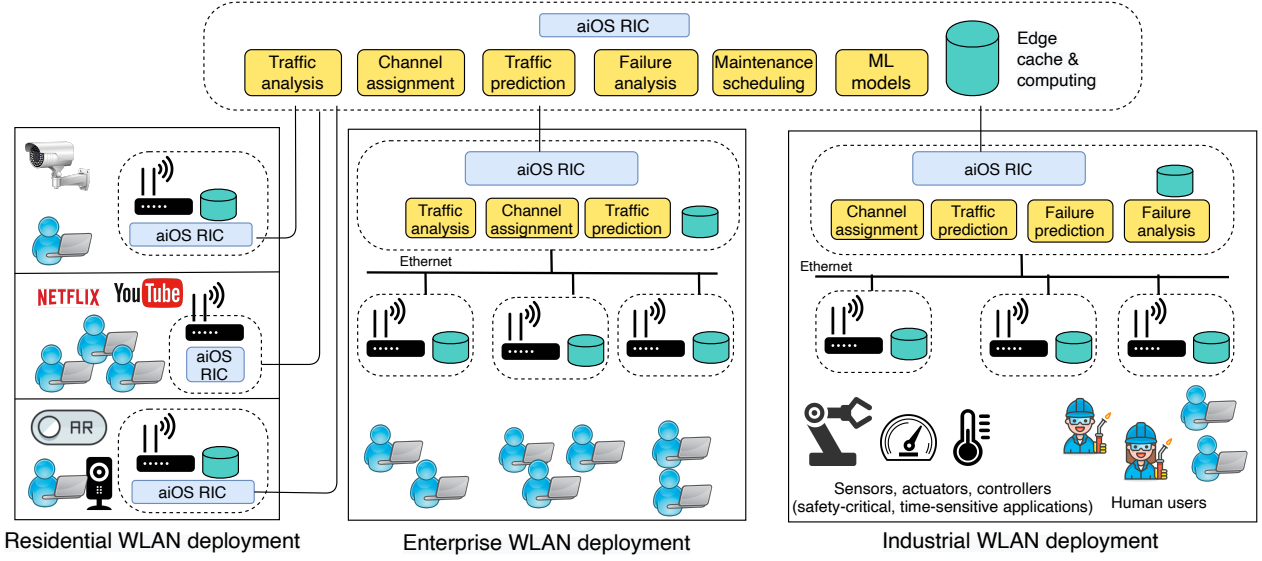 aiOS RIC
Traffic
analysis
Channel
assignment
Traffic
prediction
Failure
analysis
Maintenance
scheduling
ML
models
Edge
cache &
computing
aiOS RIC
NETFLIX
YouTube
aiOS
RIC
AR
aiOS RIC
Residential WLAN deployment
aiOS RIC
Traffic
analysis
Channel
assignment
Traffic
prediction
Ethernet
Enterprise WLAN deployment
aiOS RIC
Channel
assignment
Traffic
prediction
Failure
prediction
Failure
analysis
Ethernet
Sensors, actuators, controllers
(safety-critical, time-sensitive applications)
Human users
Industrial WLAN deployment